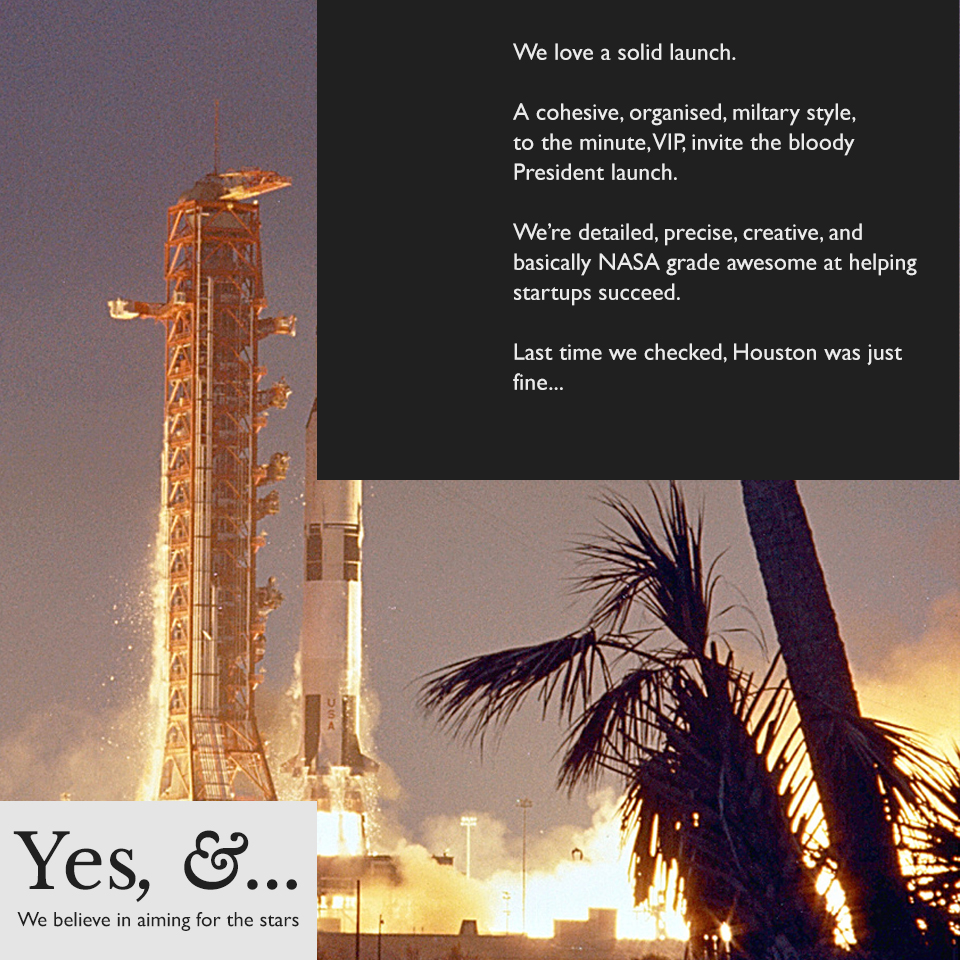 We love a solid launch.
A cohesive, organised, miltary style,
to the minute, VIP, invite the bloody
President launch.
We're detailed, precise, creative, and
basically NASA grade awesome at helping
startups succeed.
Last time we checked, Houston was just
fine...
USA
Yes, &...
We believe in aiming for the stars